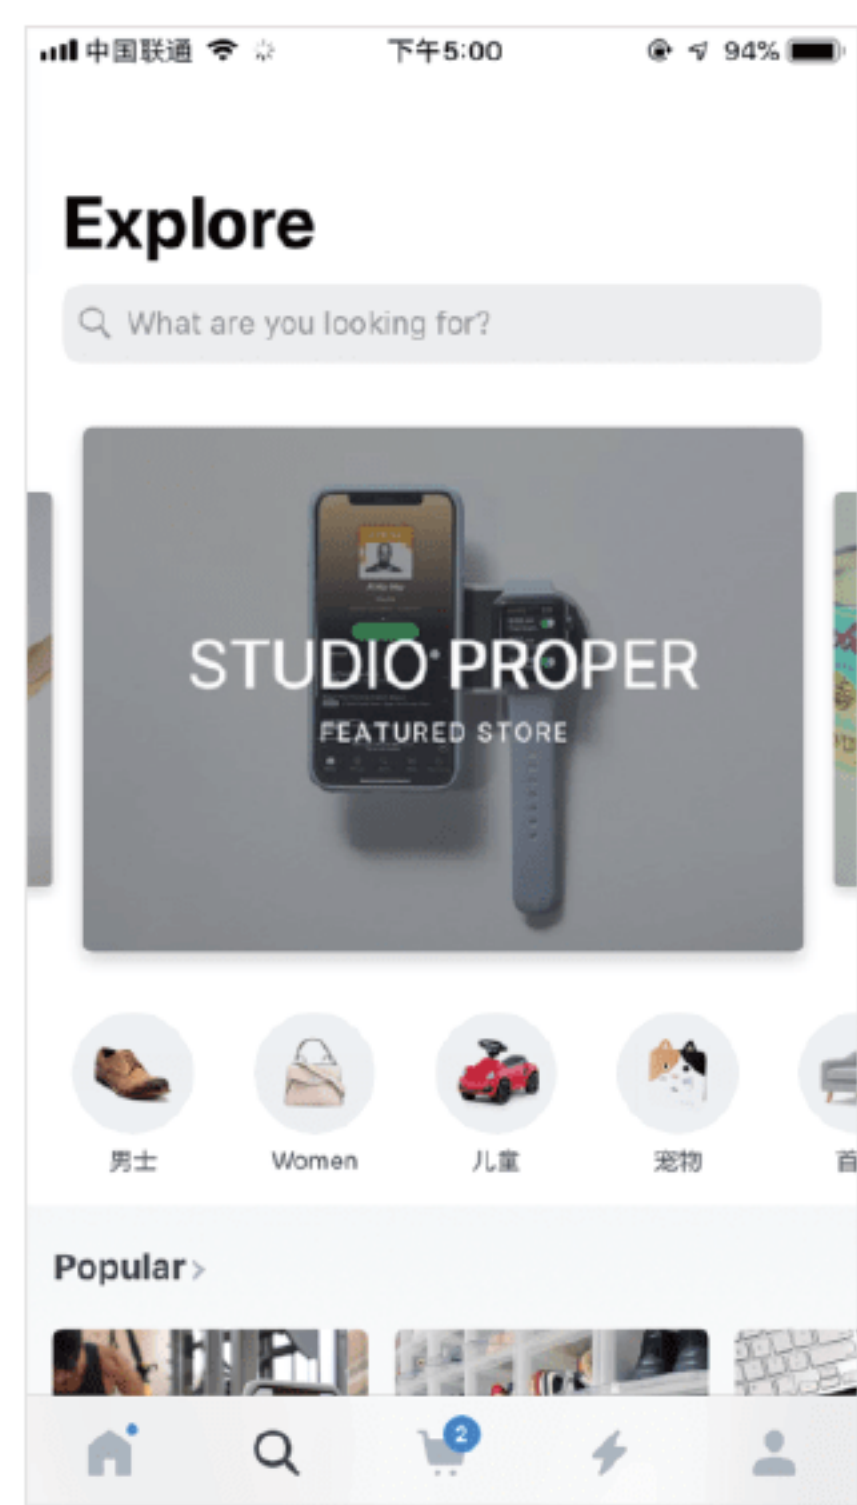 中国联通 下午5:00 94%
Explore
What are you looking for?
STUDIO PROPER
FEATURED STORE
男士 Women 儿童 宠物 首
Popular
2